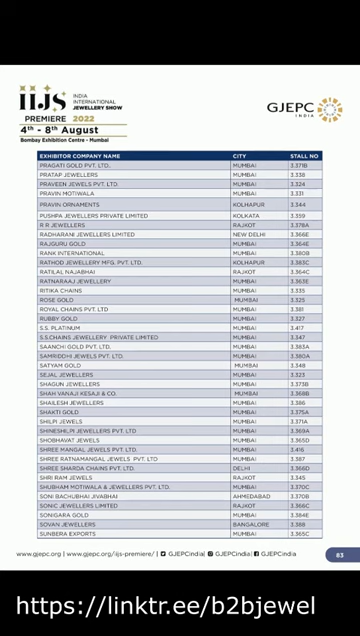 IIJS
INDIA
INTERNATIONAL
JEWELLERY SHOW
PREMIERE 2022
4th - 8th August
Bombay Exhibition Centre - Mumbai
GJEPC
INDIA
EXHIBITOR COMPANY NAME CITY STALL NO
PRAGATI GOLD PVT. LTD. MUMBAI 3.371B
PRATAP JEWELLERS MUMBAI 3.338
PRAVEEN JEWELS PVT. LTD. MUMBAI 3.324
PRAVIN MOTIWALA MUMBAI 3.331
PRAVIN ORNAMENTS KOLHAPUR 3.344
PUSHPA JEWELLERS PRIVATE LIMITED KOLKATA 3.359
R R JEWELLERS RAJKOT 3.378A
RADHARANI JEWELLERS LIMITED NEW DELHI 3.366E
RAJGURU GOLD MUMBAI 3.364E
RANK INTERNATIONAL MUMBAI 3.380B
RATHOD JEWELLERY MFG. PVT. LTD. KOLHAPUR 3.383C
RATILAL NAJABHAI RAJKOT 3.364C
RATNARAAJ JEWELLERY MUMBAI 3.363E
RITIKA CHAINS MUMBAI 3.335
ROSE GOLD MUMBAI 3.325
ROYAL CHAINS PVT LTD MUMBAI 3.381
RUBBY GOLD MUMBAI 3.327
S.S. PLATINUM MUMBAI 3.417
S.S.CHAINS JEWELLERY PRIVATE LIMITED MUMBAI 3.347
SAANCHI GOLD PVT. LTD. MUMBAI 3.383A
SAMRIDDHI JEWELS PVT. LTD. MUMBAI 3.380A
SATYAM GOLD MUMBAI 3.348
SEJAL JEWELLERS MUMBAI 3.323
SHAGUN JEWELLERS MUMBAI 3.373B
SHAH VANAJI KESAJI & CO. MUMBAI 3.368B
SHAILESH JEWELLERS MUMBAI 3.386
SHAKTI GOLD MUMBAI 3.375A
SHILPI JEWELS MUMBAI 3.371A
SHINESHILPI JEWELLERS PVT LTD MUMBAI 3.369A
SHOBHAVAT JEWELS MUMBAI 3.365D
SHREE MANGAL JEWELS PVT LTD. MUMBAI 3.416
SHREE RATNAMANGAL JEWELS PVT LTD MUMBAI 3.387
SHREE SHARDA CHAINS PVT. LTD. DELHI 3.366D
SHRI RAM JEWELS RAJKOT 3.345
SHUBHAM MOTIWALA & JEWELLERS PVT. LTD. MUMBAI 3.370C
SONI BACHUBHAI JIVABHAI AHMEDABAD 3.370B
SONIC JEWELLERS LIMITED RAJKOT 3.366C
SONIGARA GOLD MUMBAI 3.384E
SOVAN JEWELLERS BANGALORE 3.388
SUNBERA EXPORTS MUMBAI 3.365C
www.gjepc.org | www.gjepc.org/iijs-premiere/ | GJEPCindia| GJEPCindia| GJEPCindia
83
https://linktr.ee/b2bjewel